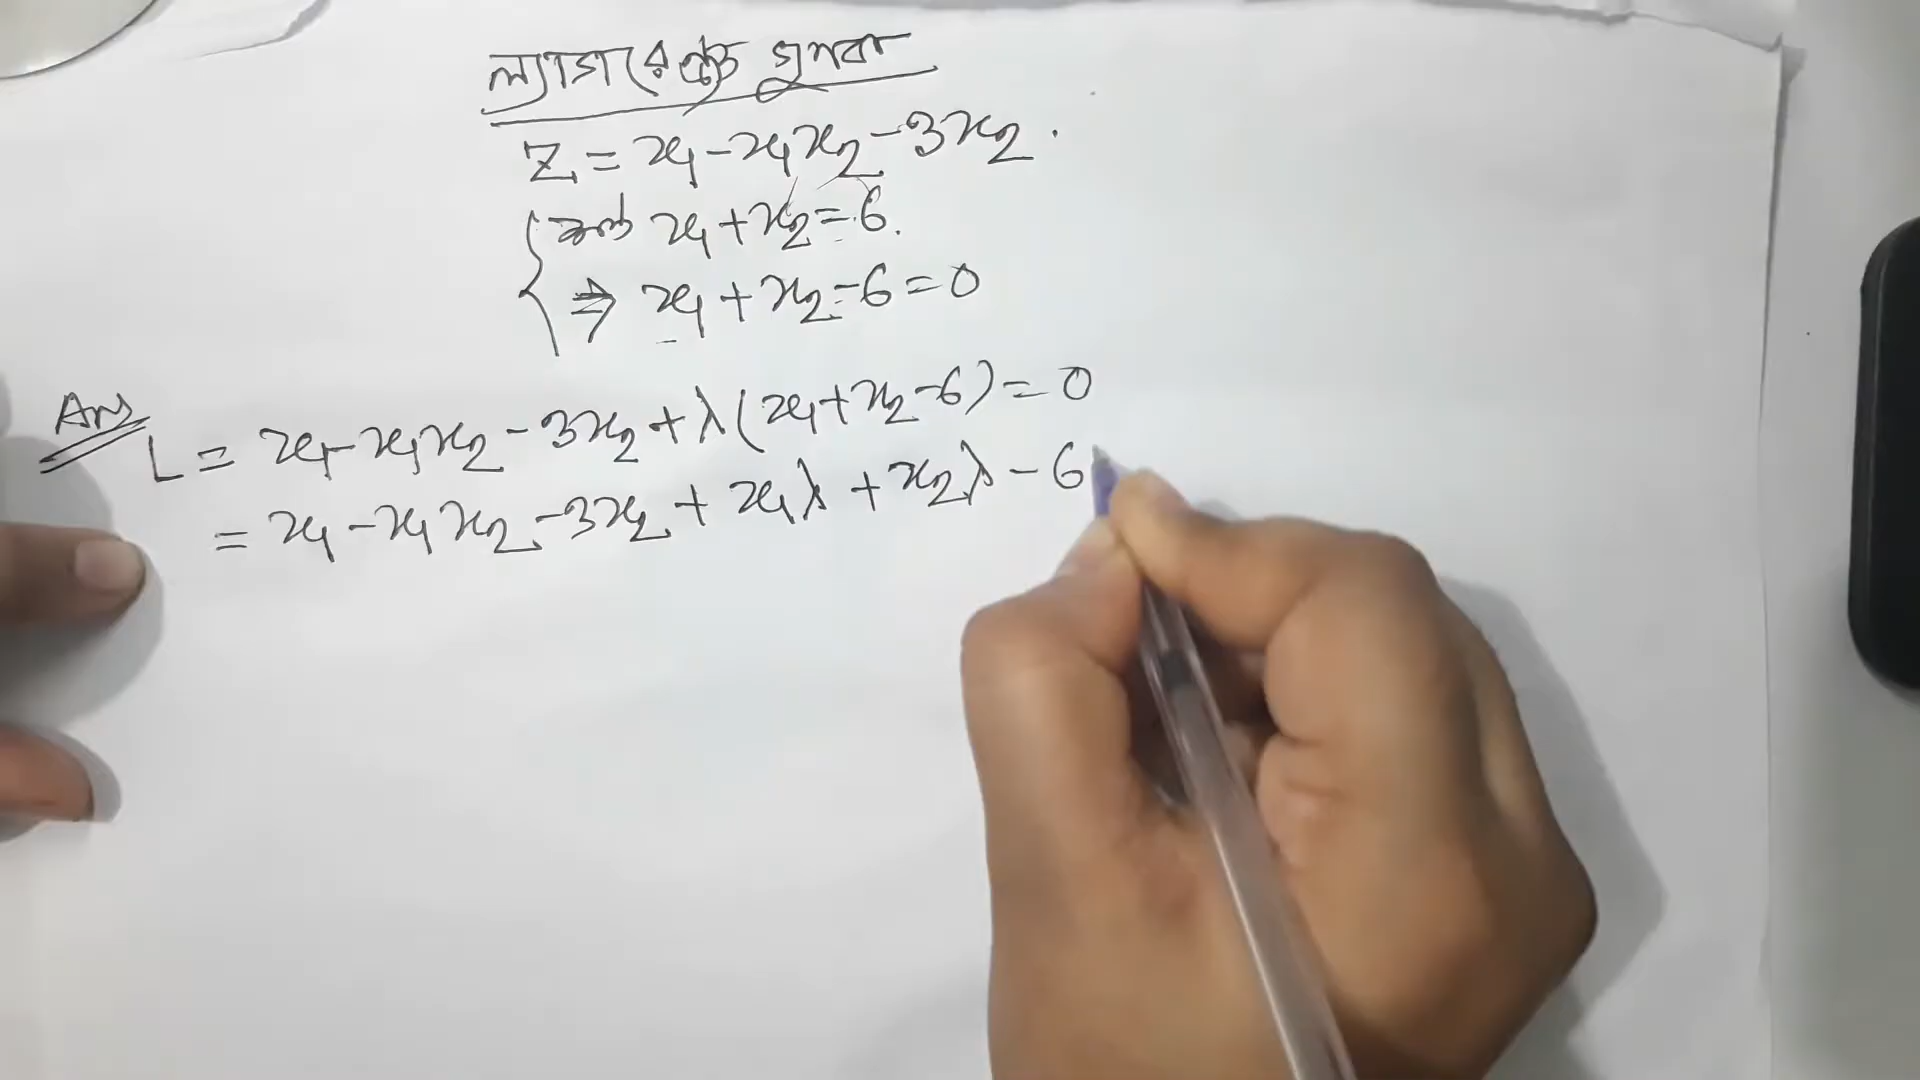 ল্যাগরেঞ্জ গুণক
Z = x₁ - x₁x₂ - 3x₂.
x₁ + x₂ = 6.
⇒ x₁ + x₂ - 6 = 0
Ans
L = x₁ - x₁x₂ - 3x₂ + λ(x₁ + x₂ - 6) = 0
= x₁ - x₁x₂ - 3x₂ + x₁λ + x₂λ - 6